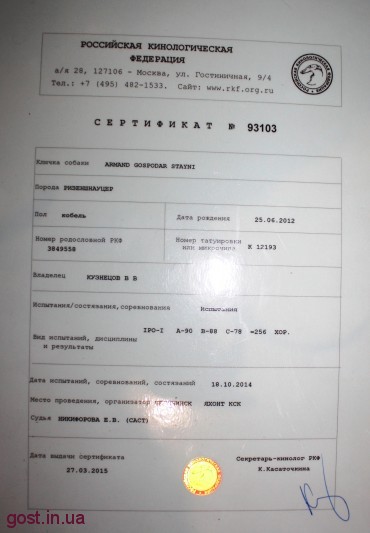 РОССИЙСКАЯ КИНОЛОГИЧЕСКАЯ
ФЕДЕРАЦИЯ
а/я 28, 127106 - Москва, ул. Гостиничная, 9/4
Тел.: +7 (495) 482-1533. Сайт: www.rkf.org.ru
СЕРТИФИКАТ № 93103
Кличка собаки ARMAND GOSPODAR STAYNI
Порода РИЗЕНШНАУЦЕР
Пол кобель Дата рождения 25.06.2012
Номер родословной РКФ Номер татуировки
3849558 или микрочипа K 12193
Владелец КУЗНЕЦОВ В В
Испытания/состязания, соревнования Испытания
IPO-I A-90 B-88 C-78 =256 ХОР.
Вид испытаний, дисциплины
и результаты
Дата испытаний, соревнований, состязаний 18.10.2014
Место проведения, организатор ЯХОНТ КСК
Судья НИКИФОРОВА Е.В. (САСТ)
Дата выдачи сертификата Секретарь-кинолог РКФ
27.03.2015 К.Касаточкина
gost.in.ua